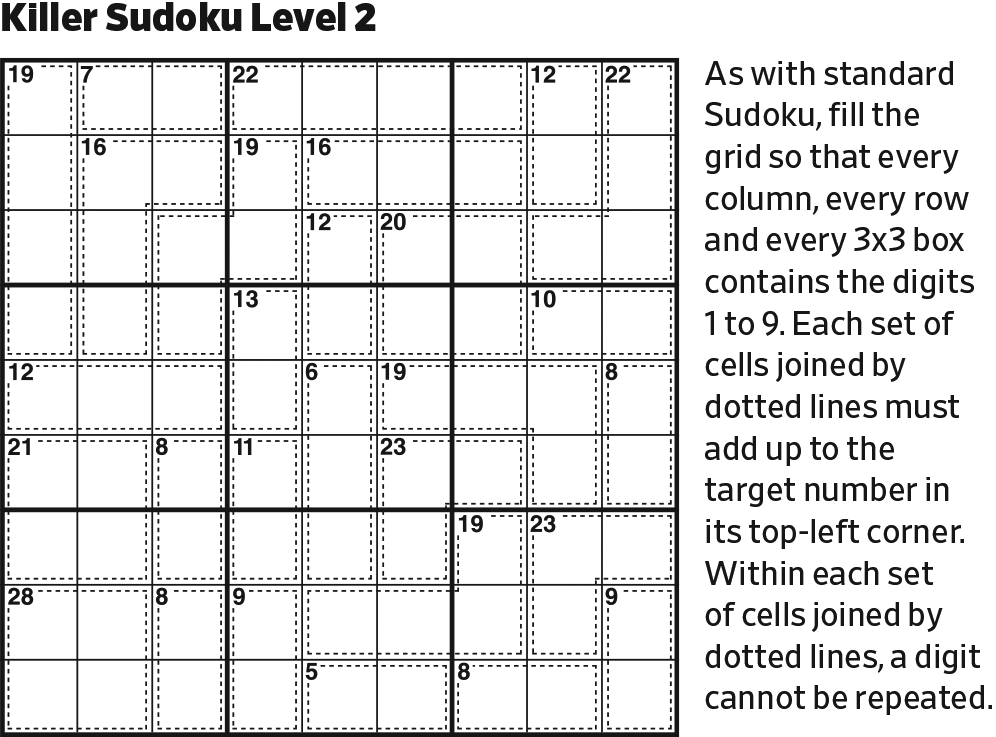 Killer Sudoku Level 2
19 7 22 12 22
16 19 16
12 20
13 10
12 6 19 8
21 8 11 23
19 23
28 8 9 9
5 8
As with standard
Sudoku, fill the
grid so that every
column, every row
and every 3x3 box
contains the digits
1 to 9. Each set of
cells joined by
dotted lines must
add up to the
target number in
its top-left corner.
Within each set
of cells joined by
dotted lines, a digit
cannot be repeated.